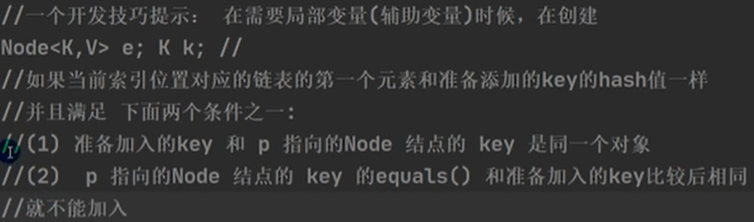 //一个开发技巧提示： 在需要局部变量(辅助变量)时候，在创建
Node<K,V> e; K k; //
//如果当前索引位置对应的链表的第一个元素和准备添加的key的hash值一样
//并且满足 下面两个条件之一:
//(1) 准备加入的key 和 p 指向的Node 结点的 key 是同一个对象
//(2)  p 指向的Node 结点的 key 的equals() 和准备加入的key比较后相同
//就不能加入